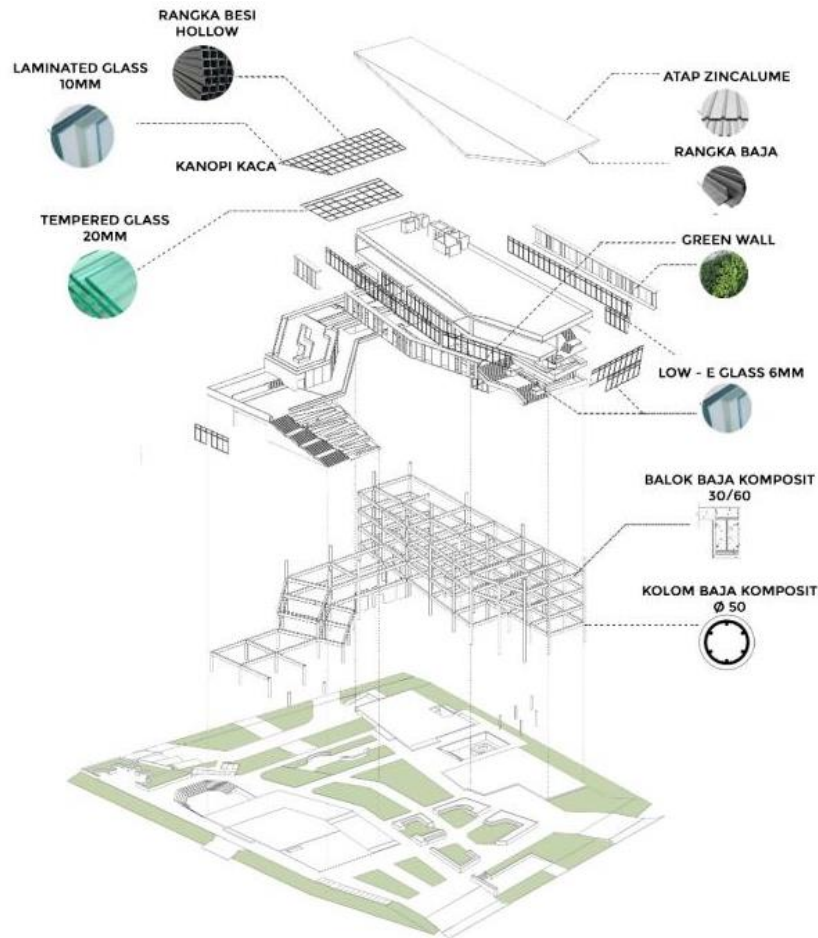 RANGKA BESI
HOLLOW
LAMINATED GLASS
10MM
KANOPI KACA
TEMPERED GLASS
20MM
ATAP ZINCALUME
RANGKA BAJA
GREEN WALL
LOW - E GLASS 6MM
BALOK BAJA KOMPOSIT
30/60
KOLOM BAJA KOMPOSIT
Ø 50